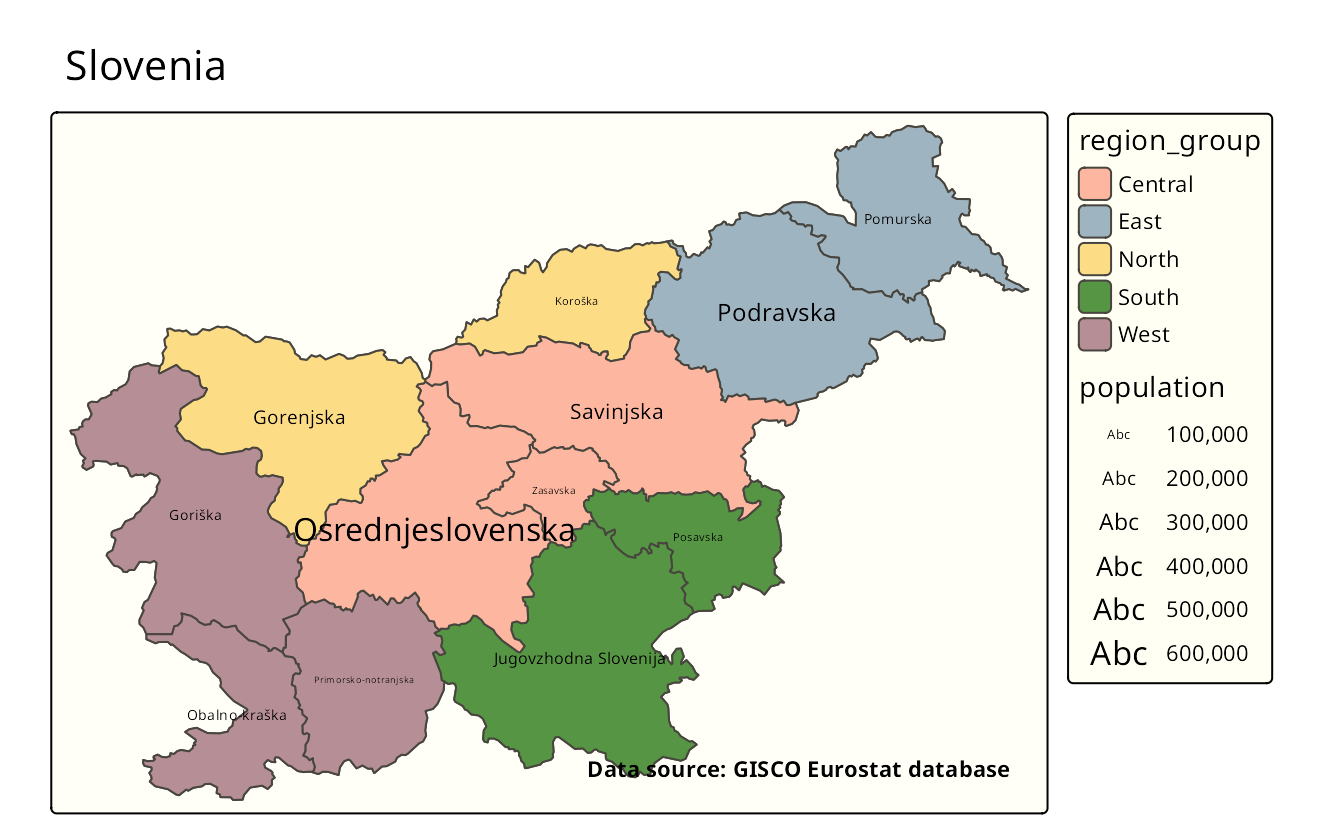 Slovenia
Pomurska
Koroška
Podravska
Gorenjska
Savinjska
Zasavska
Goriška
Osrednjeslovenska
Posavska
Jugovzhodna Slovenija
Primorsko-notranjska
Obalno-kraška
Data source: GISCO Eurostat database
region_group
Central
East
North
South
West
population
Abc 100,000
Abc 200,000
Abc 300,000
Abc 400,000
Abc 500,000
Abc 600,000